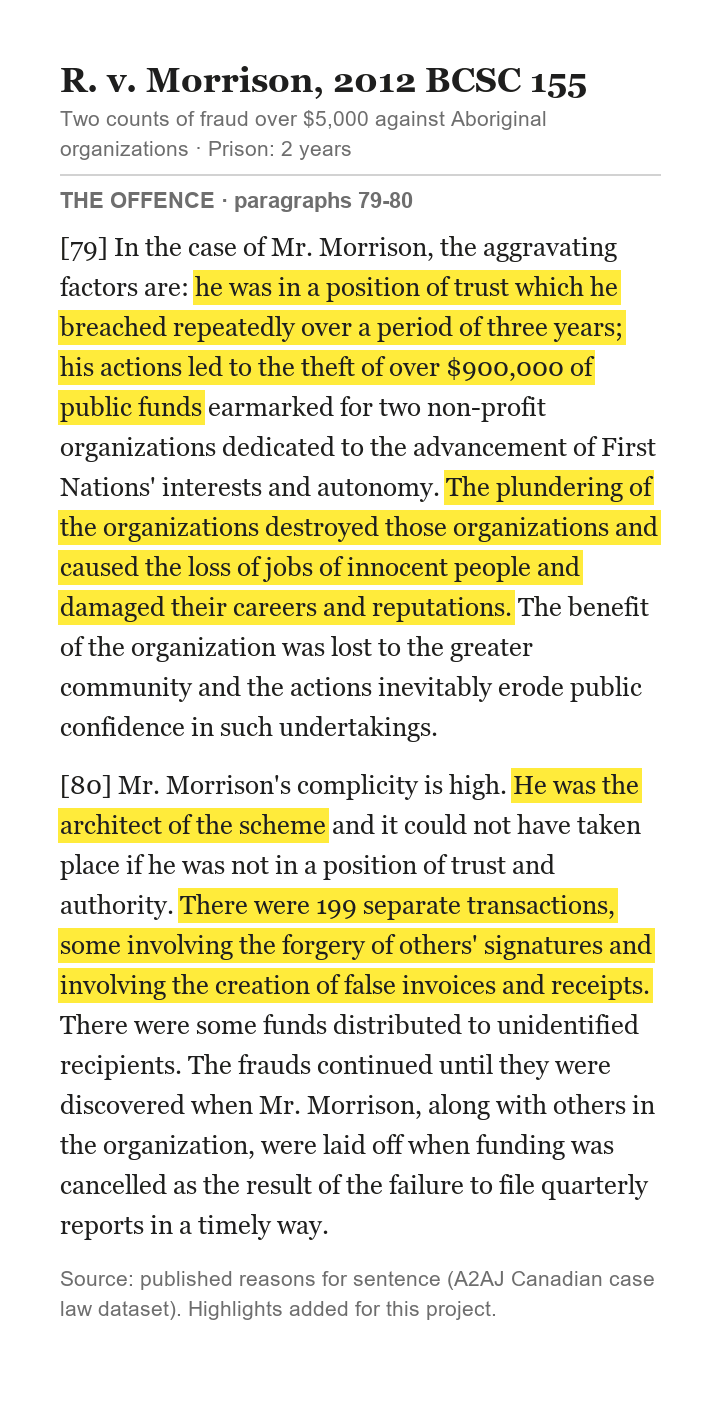 R. v. Morrison, 2012 BCSC 155
Two counts of fraud over $5,000 against Aboriginal
organizations · Prison: 2 years
THE OFFENCE · paragraphs 79-80
[79] In the case of Mr. Morrison, the aggravating
factors are: he was in a position of trust which he
breached repeatedly over a period of three years;
his actions led to the theft of over $900,000 of
public funds earmarked for two non-profit
organizations dedicated to the advancement of First
Nations' interests and autonomy. The plundering of
the organizations destroyed those organizations and
caused the loss of jobs of innocent people and
damaged their careers and reputations. The benefit
of the organization was lost to the greater
community and the actions inevitably erode public
confidence in such undertakings.
[80] Mr. Morrison's complicity is high. He was the
architect of the scheme and it could not have taken
place if he was not in a position of trust and
authority. There were 199 separate transactions,
some involving the forgery of others' signatures and
involving the creation of false invoices and receipts.
There were some funds distributed to unidentified
recipients. The frauds continued until they were
discovered when Mr. Morrison, along with others in
the organization, were laid off when funding was
cancelled as the result of the failure to file quarterly
reports in a timely way.
Source: published reasons for sentence (A2AJ Canadian case
law dataset). Highlights added for this project.